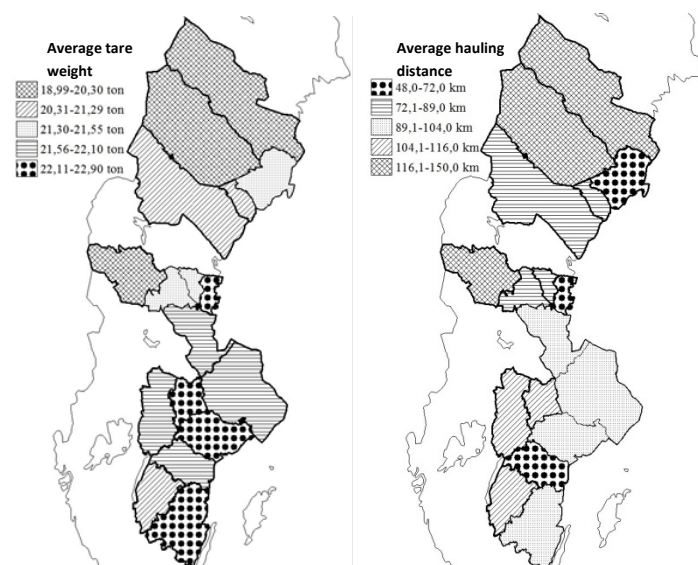 Average tare
weight
18,99-20,30 ton
20,31-21,29 ton
21,30-21,55 ton
21,56-22,10 ton
22,11-22,90 ton
Average hauling
distance
48,0-72,0 km
72,1-89,0 km
89,1-104,0 km
104,1-116,0 km
116,1-150,0 km